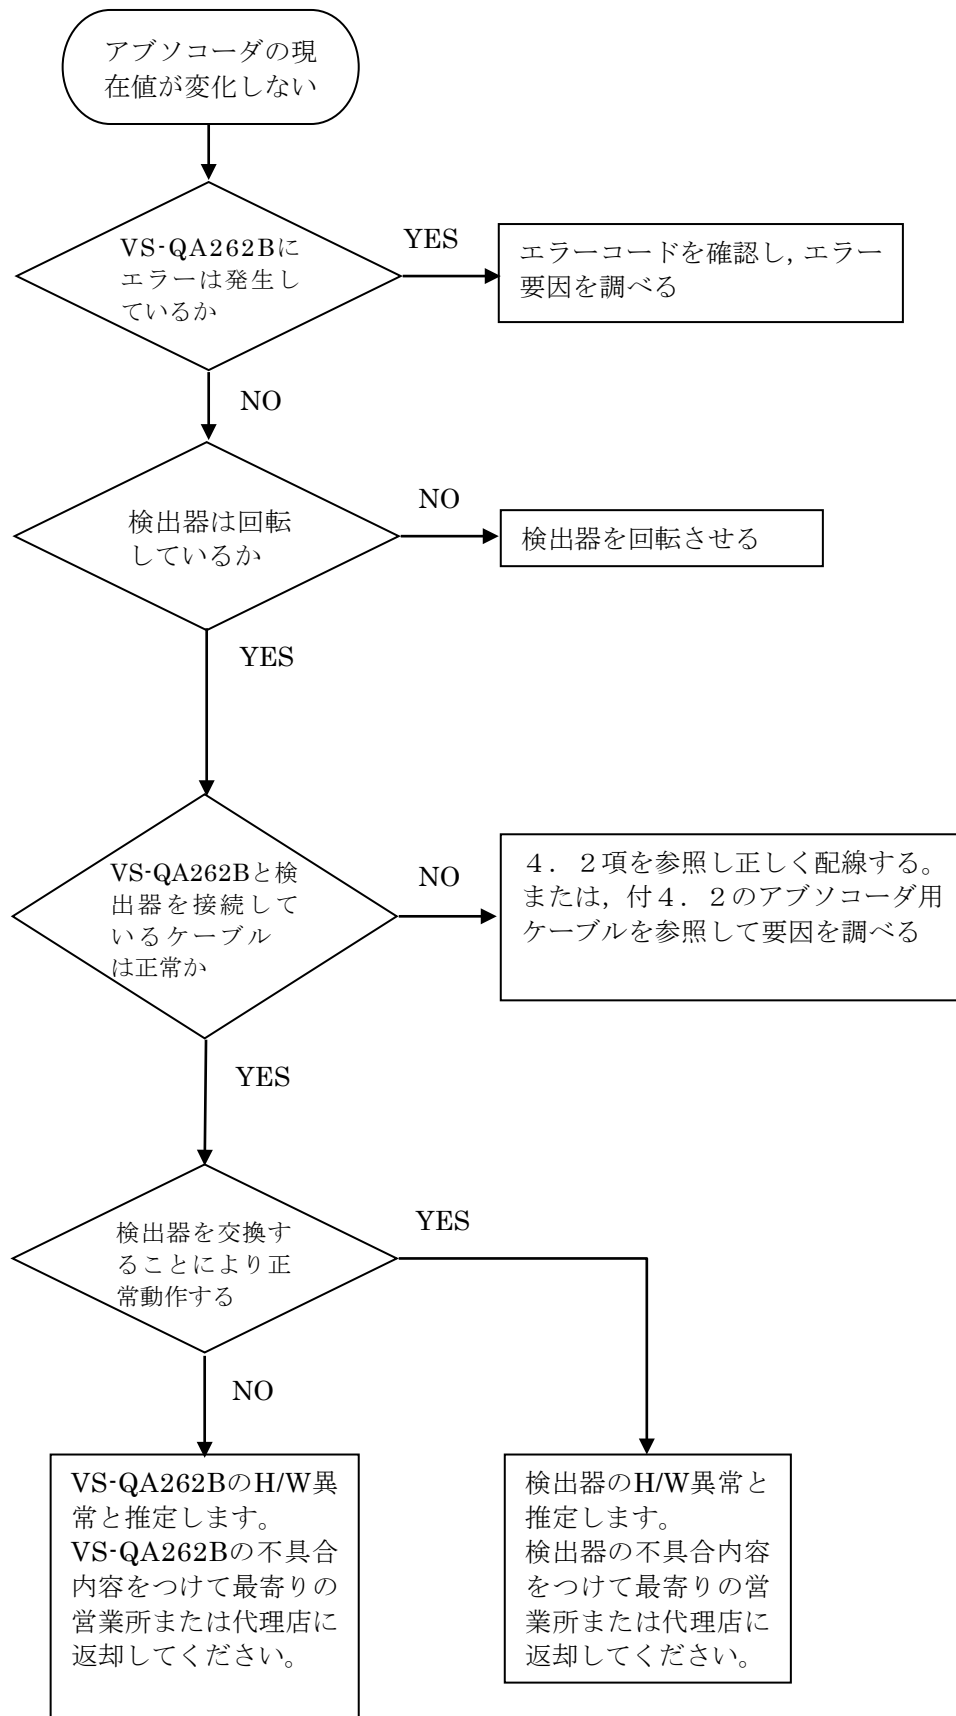 アブソコーダの現
在値が変化しない
VS-QA262Bに
エラーは発生し
ているか
YES
エラーコードを確認し,エラー
要因を調べる
NO
検出器は回転
しているか
NO
検出器を回転させる
YES
VS-QA262Bと検
出器を接続して
いるケーブル
は正常か
NO
４．２項を参照し正しく配線する。
または,付４．２のアブソコーダ用
ケーブルを参照して要因を調べる
YES
検出器を交換す
ることにより正
常動作する
YES
NO
VS-QA262BのH/W異
常と推定します。
VS-QA262Bの不具合
内容をつけて最寄りの
営業所または代理店に
返却してください。
検出器のH/W異常と
推定します。
検出器の不具合内容
をつけて最寄りの営
業所または代理店に
返却してください。